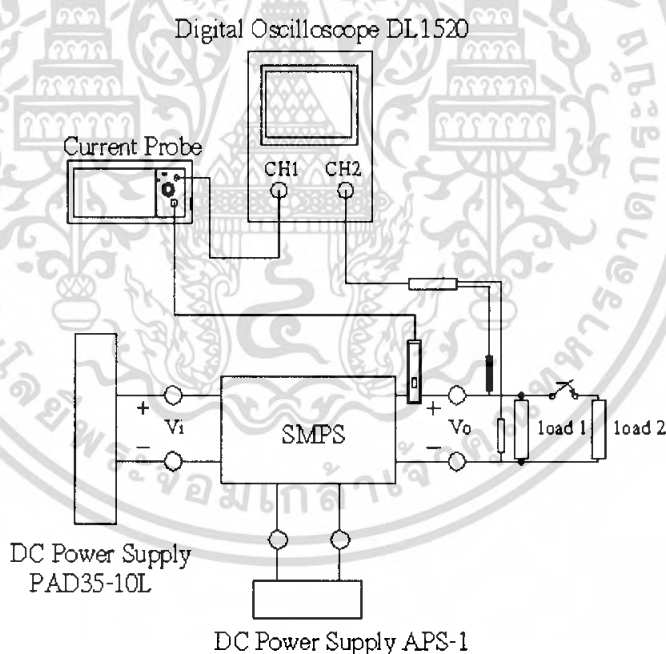 Digital Oscilloscope DL1520
Current Probe
CH1
CH2
+
Vi
−
SMPS
+
Vo
−
load 1
load 2
DC Power Supply
PAD35-10L
DC Power Supply APS-1